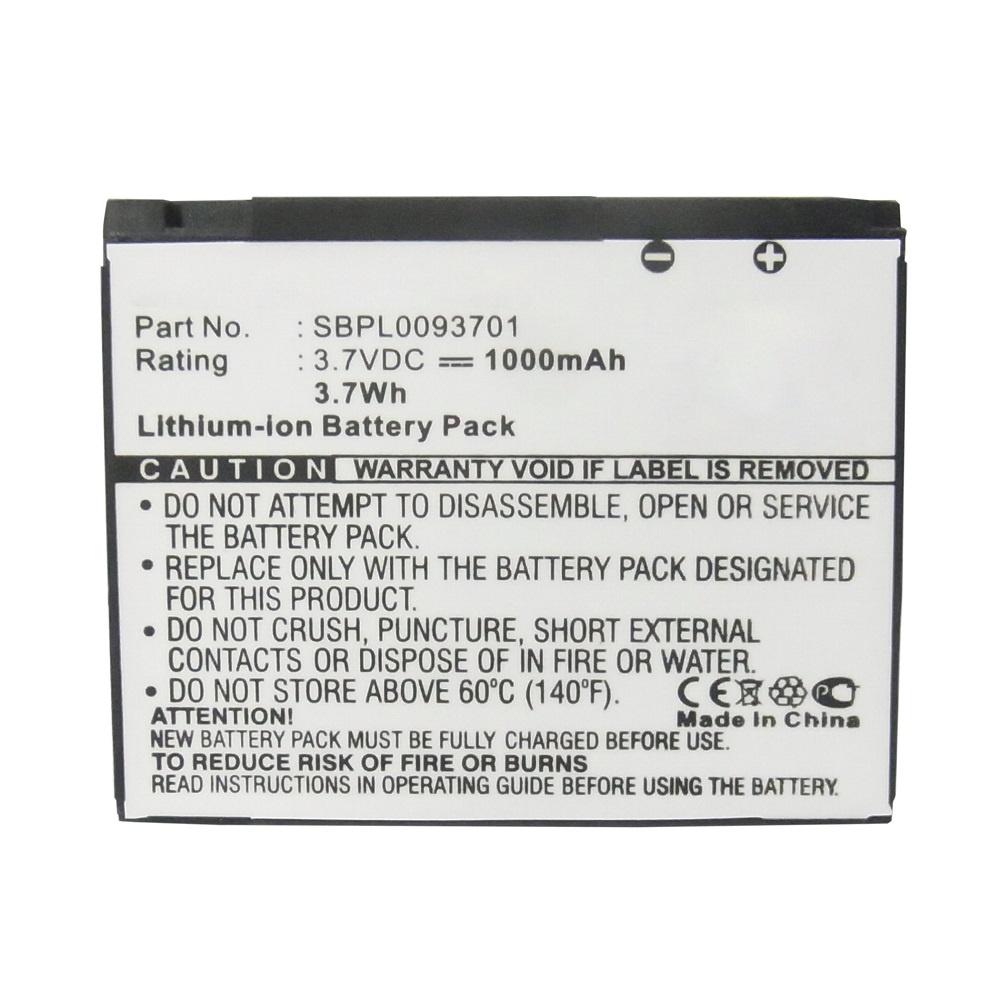 Part No. : SBPL0093701
Rating : 3.7VDC 1000mAh
3.7Wh
Lithium-ion Battery Pack
CAUTION WARRANTY VOID IF LABEL IS REMOVED
• DO NOT ATTEMPT TO DISASSEMBLE, OPEN OR SERVICE
THE BATTERY PACK.
• REPLACE ONLY WITH THE BATTERY PACK DESIGNATED
FOR THIS PRODUCT.
• DO NOT CRUSH, PUNCTURE, SHORT EXTERNAL
CONTACTS OR DISPOSE OF IN FIRE OR WATER.
• DO NOT STORE ABOVE 60°C (140°F).
CE PC
Made In China
ATTENTION!
NEW BATTERY PACK MUST BE FULLY CHARGED BEFORE USE.
TO REDUCE RISK OF FIRE OR BURNS
READ INSTRUCTIONS IN OPERATING GUIDE BEFORE USING THE BATTERY.